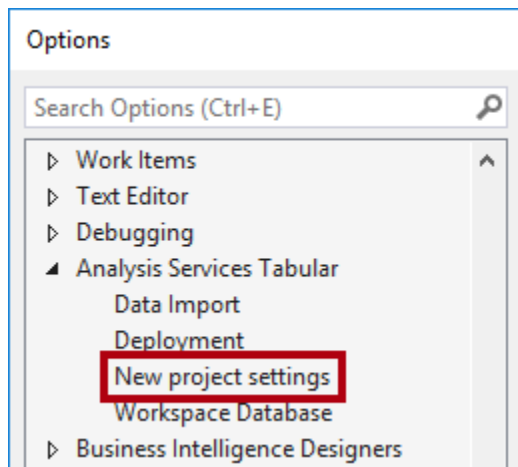 Options
Search Options (Ctrl+E)
Work Items
Text Editor
Debugging
Analysis Services Tabular
Data Import
Deployment
New project settings
Workspace Database
Business Intelligence Designers